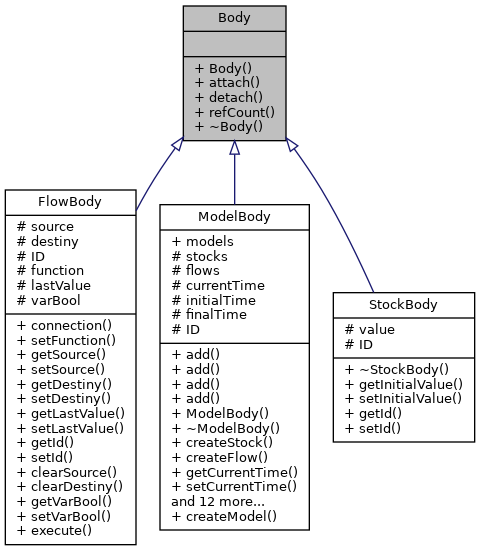 Body
+ Body()
+ attach()
+ detach()
+ refCount()
+ ~Body()
FlowBody
# source
# destiny
# ID
# function
# lastValue
# varBool
+ connection()
+ setFunction()
+ getSource()
+ setSource()
+ getDestiny()
+ setDestiny()
+ getLastValue()
+ setLastValue()
+ getId()
+ setId()
+ clearSource()
+ clearDestiny()
+ getVarBool()
+ setVarBool()
+ execute()
ModelBody
+ models
# stocks
# flows
# currentTime
# initialTime
# finalTime
# ID
+ add()
+ add()
+ add()
+ add()
+ ModelBody()
+ ~ModelBody()
+ createStock()
+ createFlow()
+ getCurrentTime()
+ setCurrentTime()
and 12 more...
+ createModel()
StockBody
# value
# ID
+ ~StockBody()
+ getInitialValue()
+ setInitialValue()
+ getId()
+ setId()